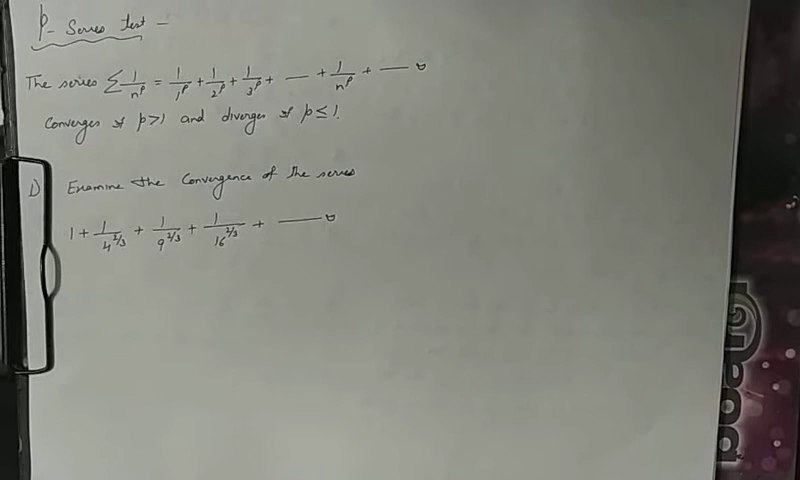 P- Series test -
The series ∑ 1/n^p = 1/1^p + 1/2^p + 1/3^p + — + 1/n^p + — ∞
Converges if p>1 and diverges if p≤1.
1) Examine the Convergence of the series
1 + 1/4^2/3 + 1/9^2/3 + 1/16^2/3 + —— ∞